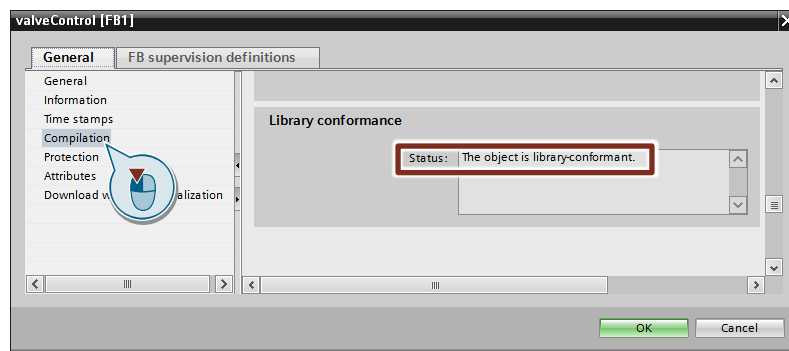 valveControl [FB1]
General
FB supervision definitions
General
Information
Time stamps
Compilation
Protection
Attributes
Download w alization
Library conformance
Status: The object is library-conformant.
OK
Cancel